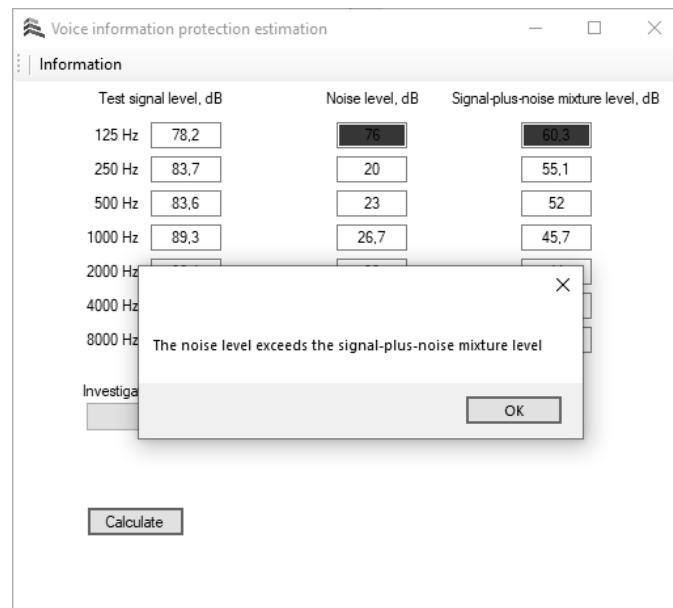 Voice information protection estimation
Information
Test signal level, dB Noise level, dB Signal-plus-noise mixture level, dB
125 Hz 78,2 76 60,3
250 Hz 83,7 20 55,1
500 Hz 83,6 23 52
1000 Hz 89,3 26,7 45,7
2000 Hz
4000 Hz
8000 Hz
The noise level exceeds the signal-plus-noise mixture level
Investiga
OK
Calculate